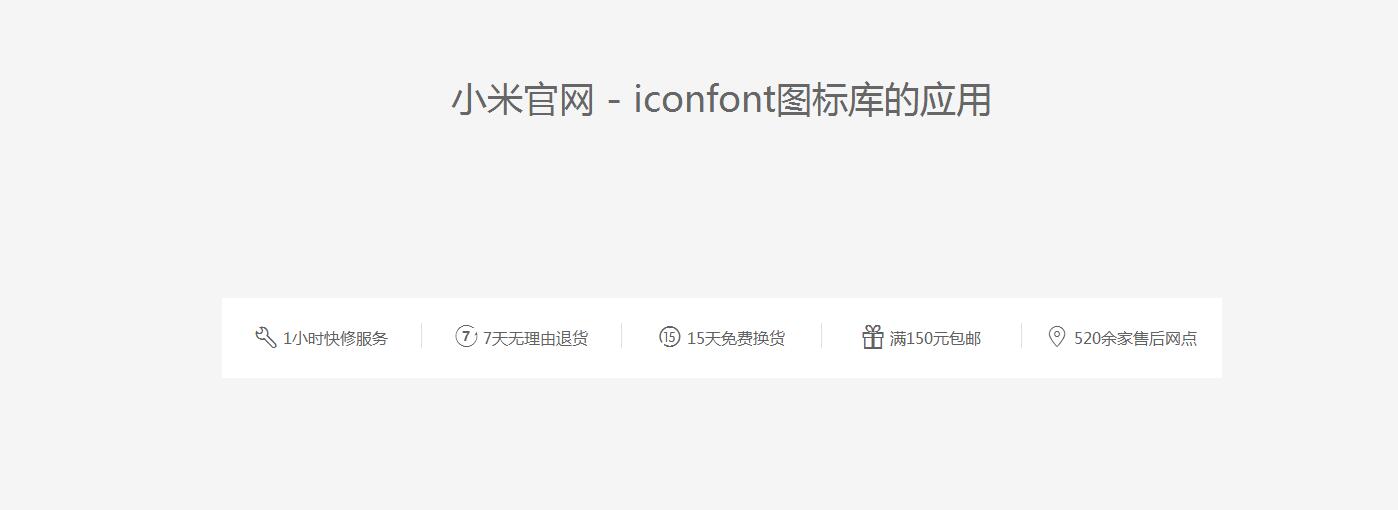 小米官网 - iconfont图标库的应用
1小时快修服务 7 7天无理由退货 15 15天免费换货 满150元包邮 520余家售后网点